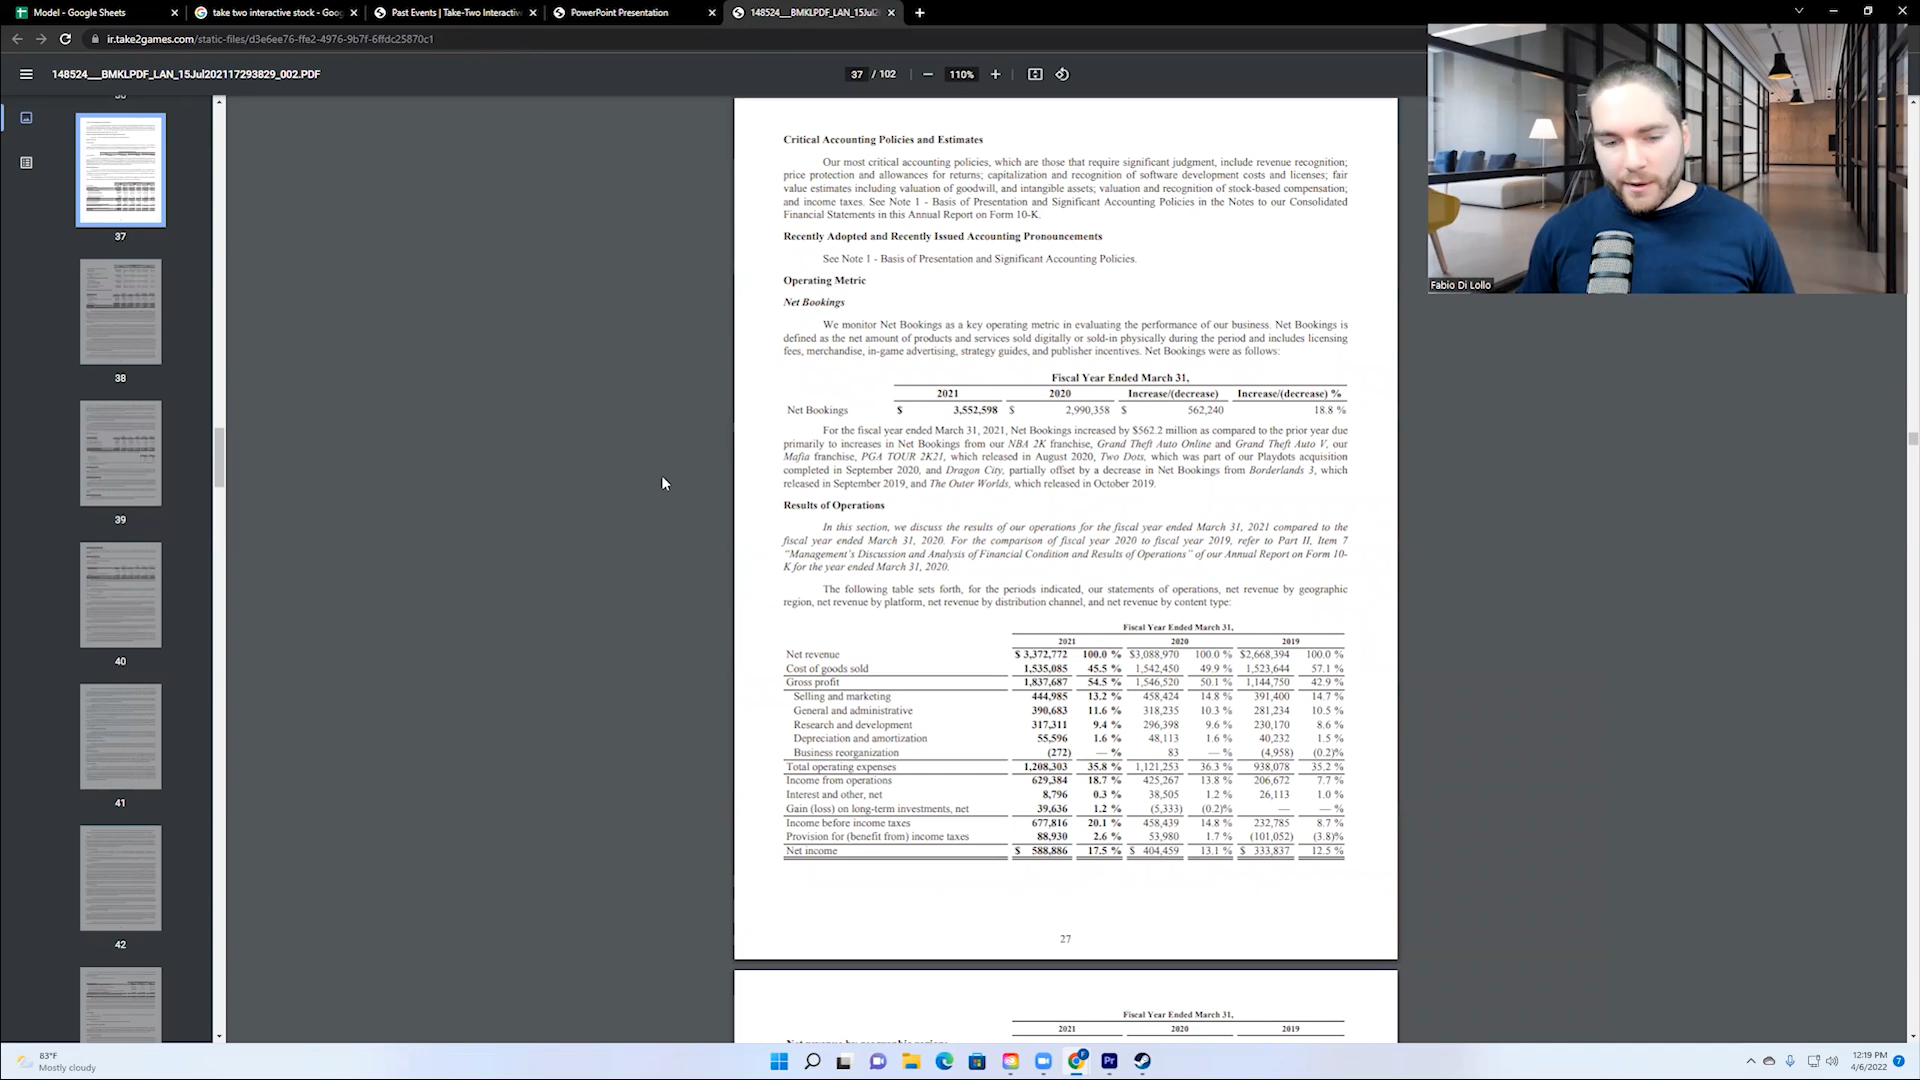 Model - Google Sheets
take two interactive stock - Goo
Past Events | Take-Two Interactiv
PowerPoint Presentation
148524__BMKLPDF_LAN_15Jul20
ir.take2games.com/static-files/d3e6ee76-ffe2-4976-9b7f-6ffdc25870c1
148524__BMKLPDF_LAN_15Jul202117293829_002.PDF
37 / 102
110%
37
38
39
40
41
42
Critical Accounting Policies and Estimates
Our most critical accounting policies, which are those that require significant judgment, include revenue recognition;
price protection and allowances for returns; capitalization and recognition of software development costs and licenses; fair
value estimates including valuation of goodwill, and intangible assets; valuation and recognition of stock-based compensation;
and income taxes. See Note 1 - Basis of Presentation and Significant Accounting Policies in the Notes to our Consolidated
Financial Statements in this Annual Report on Form 10-K.
Recently Adopted and Recently Issued Accounting Pronouncements
See Note 1 - Basis of Presentation and Significant Accounting Policies.
Operating Metric
Net Bookings
We monitor Net Bookings as a key operating metric in evaluating the performance of our business. Net Bookings is
defined as the net amount of products and services sold digitally or sold-in physically during the period and includes licensing
fees, merchandise, in-game advertising, strategy guides, and publisher incentives. Net Bookings were as follows:
Fiscal Year Ended March 31,
2021 2020 Increase/(decrease) Increase/(decrease) %
Net Bookings $ 3,552,598 $ 2,990,358 $ 562,240 18.8 %
For the fiscal year ended March 31, 2021, Net Bookings increased by $562.2 million as compared to the prior year due
primarily to increases in Net Bookings from our NBA 2K franchise, Grand Theft Auto Online and Grand Theft Auto V, our
Mafia franchise, PGA TOUR 2K21, which released in August 2020, Two Dots, which was part of our Playdots acquisition
completed in September 2020, and Dragon City, partially offset by a decrease in Net Bookings from Borderlands 3, which
released in September 2019, and The Outer Worlds, which released in October 2019.
Results of Operations
In this section, we discuss the results of our operations for the fiscal year ended March 31, 2021 compared to the
fiscal year ended March 31, 2020. For the comparison of fiscal year 2020 to fiscal year 2019, refer to Part II, Item 7
"Management's Discussion and Analysis of Financial Condition and Results of Operations" of our Annual Report on Form 10-
K for the year ended March 31, 2020.
The following table sets forth, for the periods indicated, our statements of operations, net revenue by geographic
region, net revenue by platform, net revenue by distribution channel, and net revenue by content type:
Fiscal Year Ended March 31,
2021 2020 2019
Net revenue $ 3,372,772 100.0 % $3,088,970 100.0 % $2,668,394 100.0 %
Cost of goods sold 1,535,085 45.5 % 1,542,450 49.9 % 1,523,644 57.1 %
Gross profit 1,837,687 54.5 % 1,546,520 50.1 % 1,144,750 42.9 %
Selling and marketing 444,985 13.2 % 458,424 14.8 % 391,400 14.7 %
General and administrative 390,683 11.6 % 318,235 10.3 % 281,234 10.5 %
Research and development 317,311 9.4 % 296,398 9.6 % 230,170 8.6 %
Depreciation and amortization 55,596 1.6 % 48,113 1.6 % 40,232 1.5 %
Business reorganization (272) — % 83 — % (4,958) (0.2)%
Total operating expenses 1,208,303 35.8 % 1,121,253 36.3 % 938,078 35.2 %
Income from operations 629,384 18.7 % 425,267 13.8 % 206,672 7.7 %
Interest and other, net 8,796 0.3 % 38,505 1.2 % 26,113 1.0 %
Gain (loss) on long-term investments, net 39,636 1.2 % (5,333) (0.2)% — — %
Income before income taxes 677,816 20.1 % 458,439 14.8 % 232,785 8.7 %
Provision for (benefit from) income taxes 88,930 2.6 % 53,980 1.7 % (101,052) (3.8)%
Net income $ 588,886 17.5 % $ 404,459 13.1 % $ 333,837 12.5 %
27
Fiscal Year Ended March 31,
2021 2020 2019
Fabio Di Lollo
83°F
Mostly cloudy
12:19 PM
4/6/2022
7